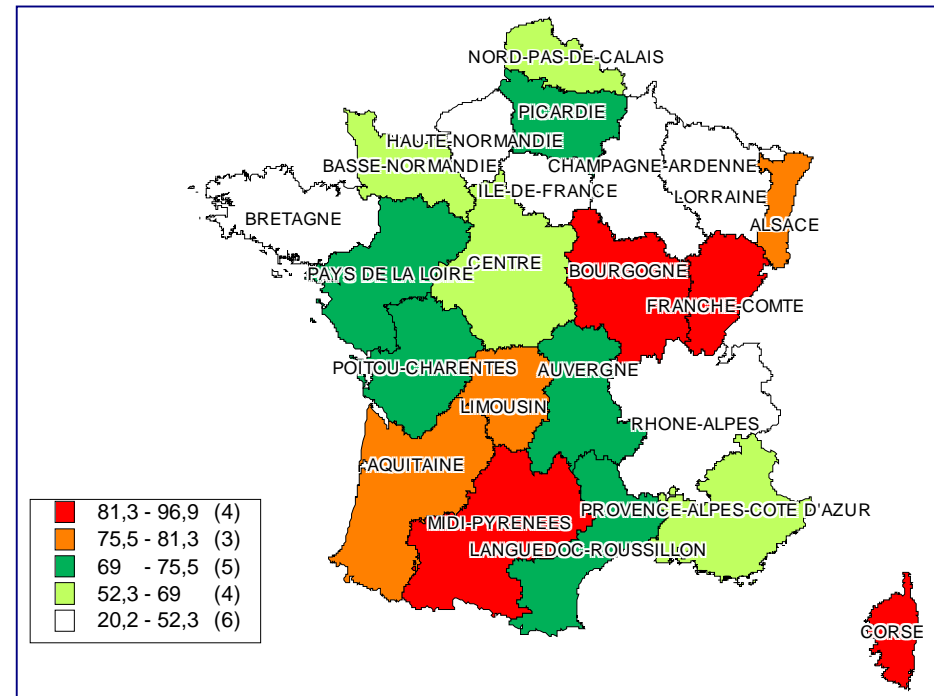 NORD-PAS-DE-CALAIS
PICARDIE
HAUTE-NORMANDIE
BASSE-NORMANDIE
CHAMPAGNE-ARDENNE
ILE-DE-FRANCE
LORRAINE
ALSACE
BRETAGNE
PAYS DE LA LOIRE
CENTRE
BOURGOGNE
FRANCHE-COMTE
POITOU-CHARENTES
AUVERGNE
LIMOUSIN
RHONE-ALPES
AQUITAINE
MIDI-PYRENEES
PROVENCE-ALPES-COTE D'AZUR
LANGUEDOC-ROUSSILLON
CORSE
81,3 - 96,9 (4)
75,5 - 81,3 (3)
69 - 75,5 (5)
52,3 - 69 (4)
20,2 - 52,3 (6)